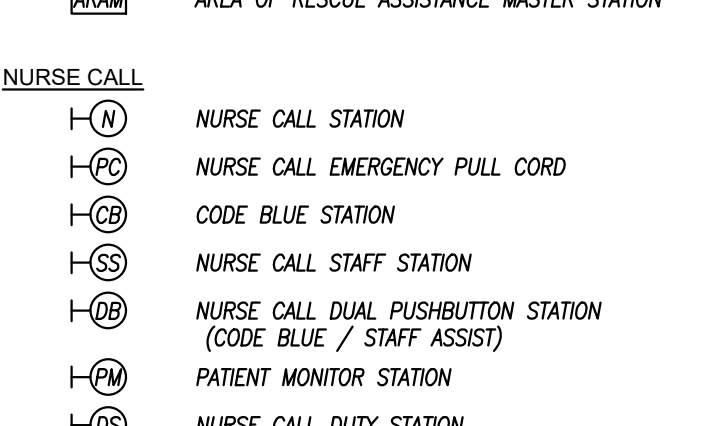 ARAM AREA OF RESCUE ASSISTANCE MASTER STATION
NURSE CALL
N NURSE CALL STATION
PC NURSE CALL EMERGENCY PULL CORD
CB CODE BLUE STATION
SS NURSE CALL STAFF STATION
DB NURSE CALL DUAL PUSHBUTTON STATION
(CODE BLUE / STAFF ASSIST)
PM PATIENT MONITOR STATION
DS NURSE CALL DUTY STATION